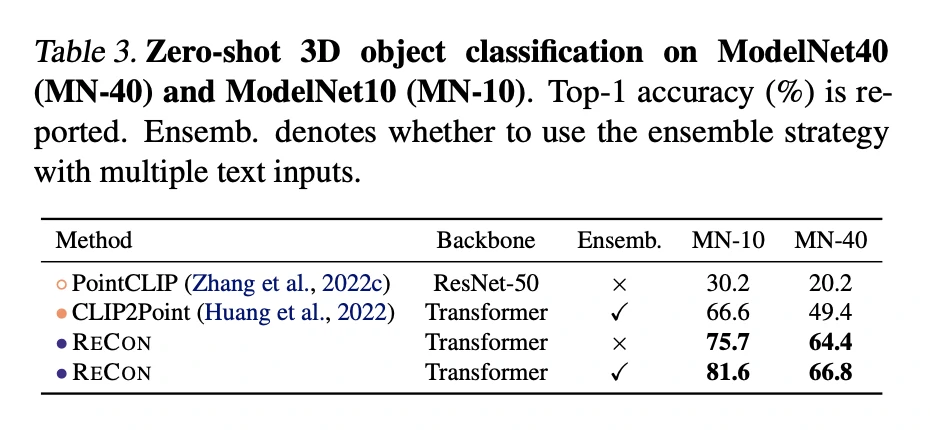 Table 3. Zero-shot 3D object classification on ModelNet40
(MN-40) and ModelNet10 (MN-10). Top-1 accuracy (%) is re-
ported. Ensemb. denotes whether to use the ensemble strategy
with multiple text inputs.
Method Backbone Ensemb. MN-10 MN-40
○ PointCLIP (Zhang et al., 2022c) ResNet-50 × 30.2 20.2
● CLIP2Point (Huang et al., 2022) Transformer ✓ 66.6 49.4
● RECON Transformer × 75.7 64.4
● RECON Transformer ✓ 81.6 66.8